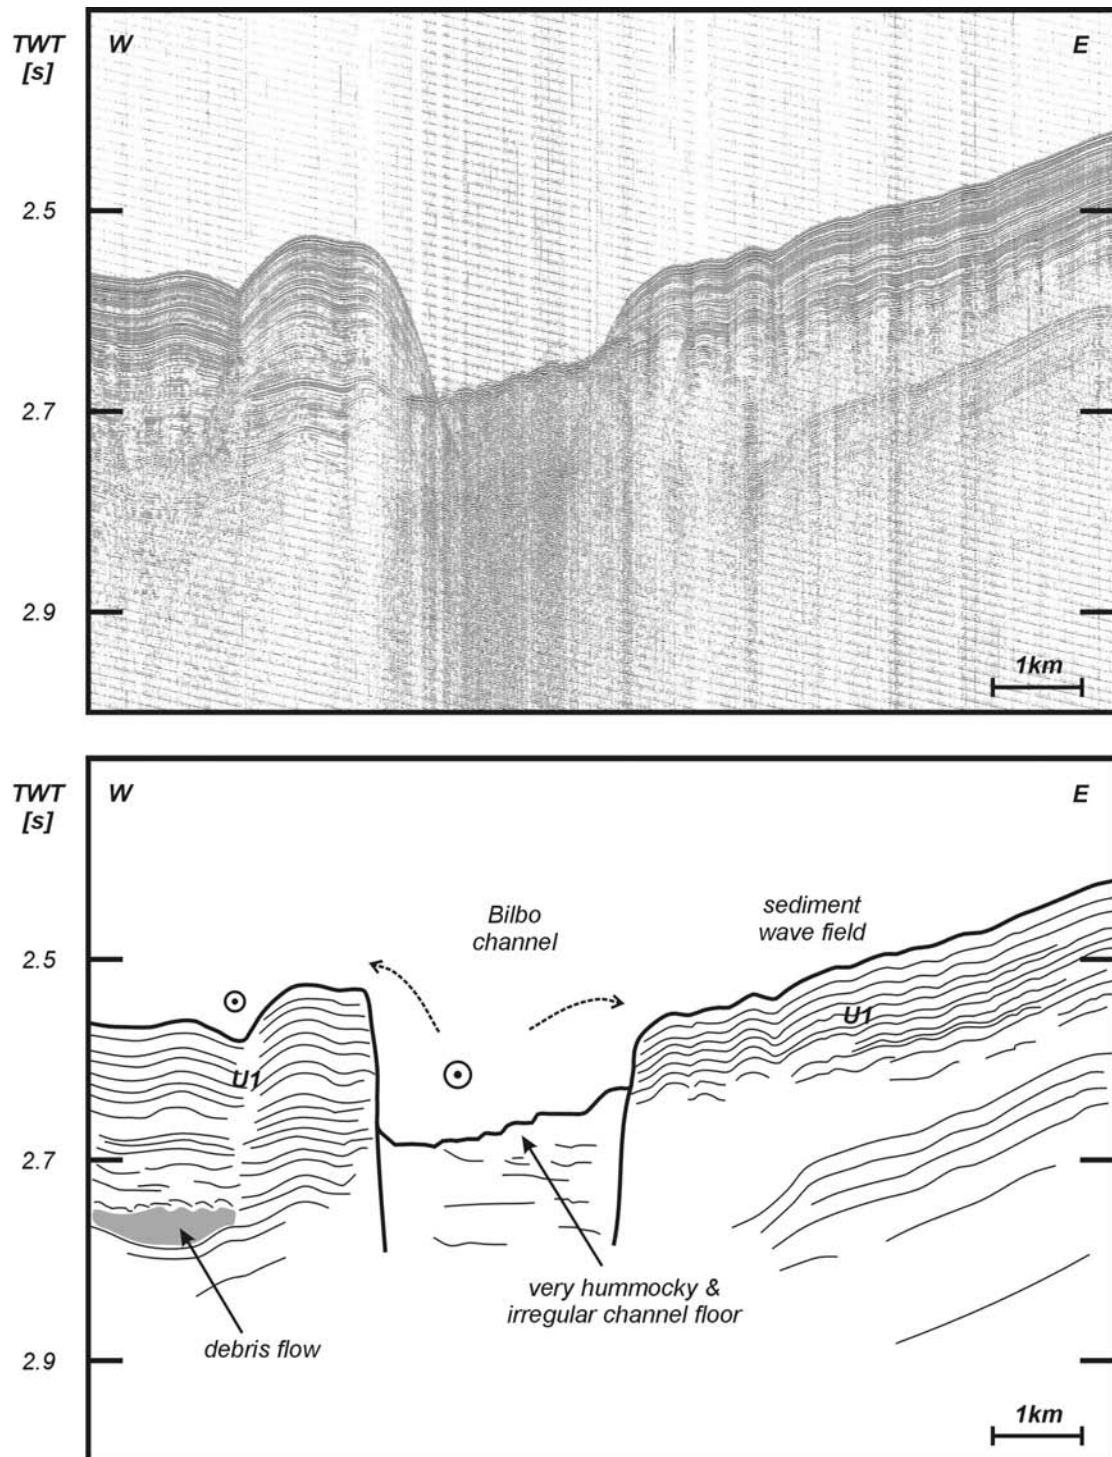 TWT
[s]
W
E
2.5
2.7
2.9
1km
TWT
[s]
W
E
Bilbo
channel
sediment
wave field
2.5
U1
U1
2.7
very hummocky &
irregular channel floor
debris flow
2.9
1km